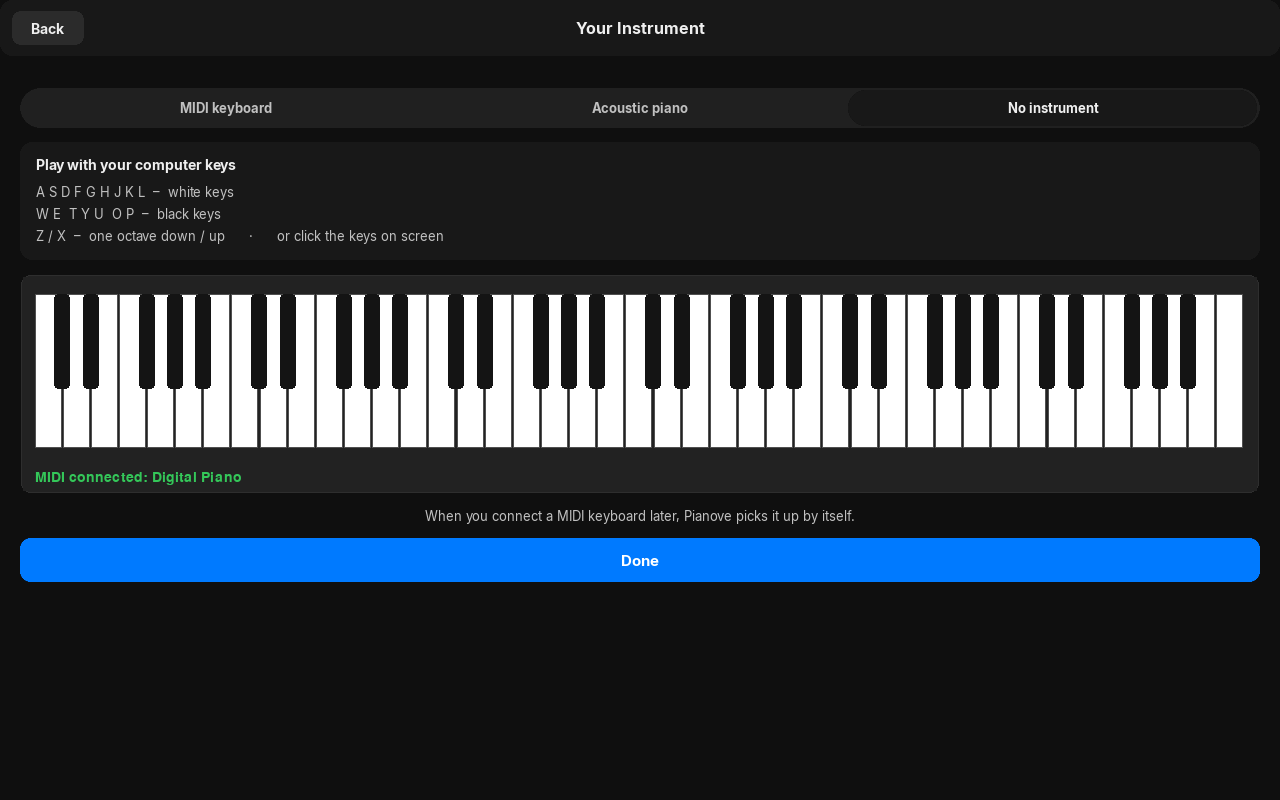 Back
Your Instrument
MIDI keyboard
Acoustic piano
No instrument
Play with your computer keys
A S D F G H J K L – white keys
W E T Y U O P – black keys
Z / X – one octave down / up · or click the keys on screen
MIDI connected: Digital Piano
When you connect a MIDI keyboard later, Pianove picks it up by itself.
Done